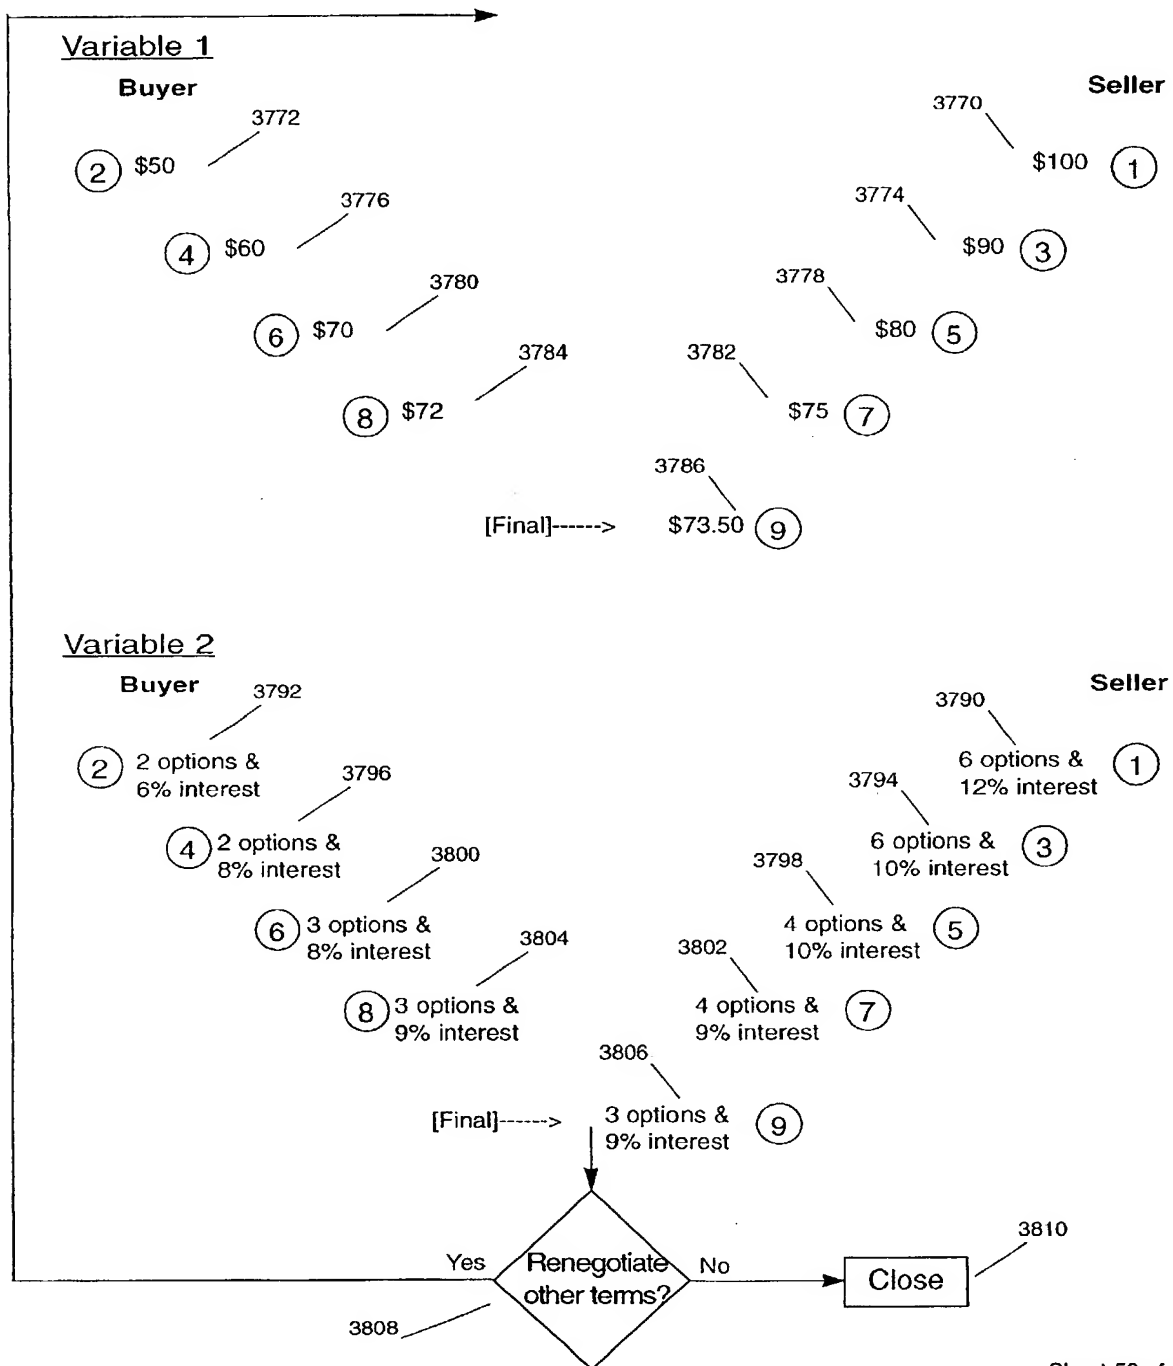 Variable 1
Buyer
Seller
3772
3770
2 $50
$100 1
3776
3774
4 $60
$90 3
3780
3778
6 $70
$80 5
3784
3782
8 $72
$75 7
3786
[Final]------> $73.50 9
Variable 2
Buyer
Seller
3792
3790
2 2 options &
6% interest
6 options & 1
12% interest
3796
3794
4 2 options &
8% interest
6 options & 3
10% interest
3800
3798
6 3 options &
8% interest
4 options & 5
10% interest
3804
3802
8 3 options &
9% interest
4 options & 7
9% interest
3806
[Final]------> 3 options & 9
9% interest
3810
Yes
Renegotiate
other terms?
No
Close
3808